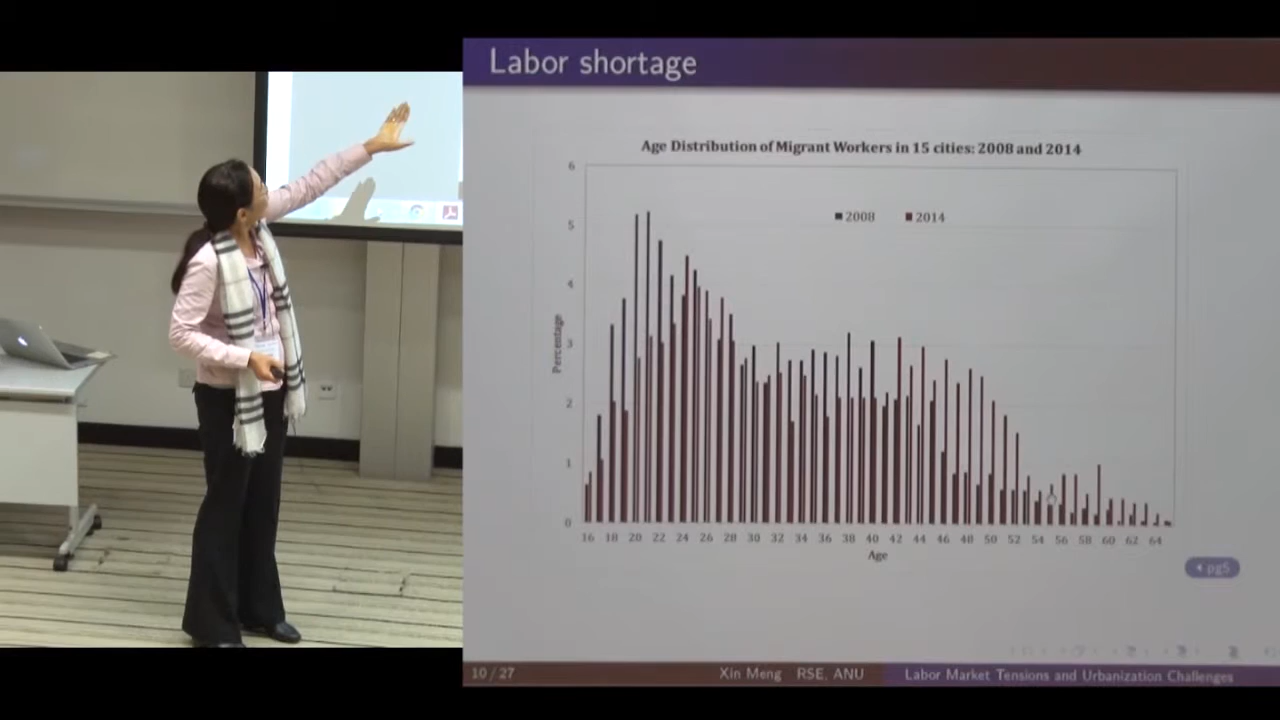 Labor shortage
Age Distribution of Migrant Workers in 15 cities: 2008 and 2014
2008 2014
Percentage
6
5
4
3
2
1
0
16 18 20 22 24 26 28 30 32 34 36 38 40 42 44 46 48 50 52 54 56 58 60 62 64
Age
pg5
10 / 27 Xin Meng RSE, ANU Labor Market Tensions and Urbanization Challenges